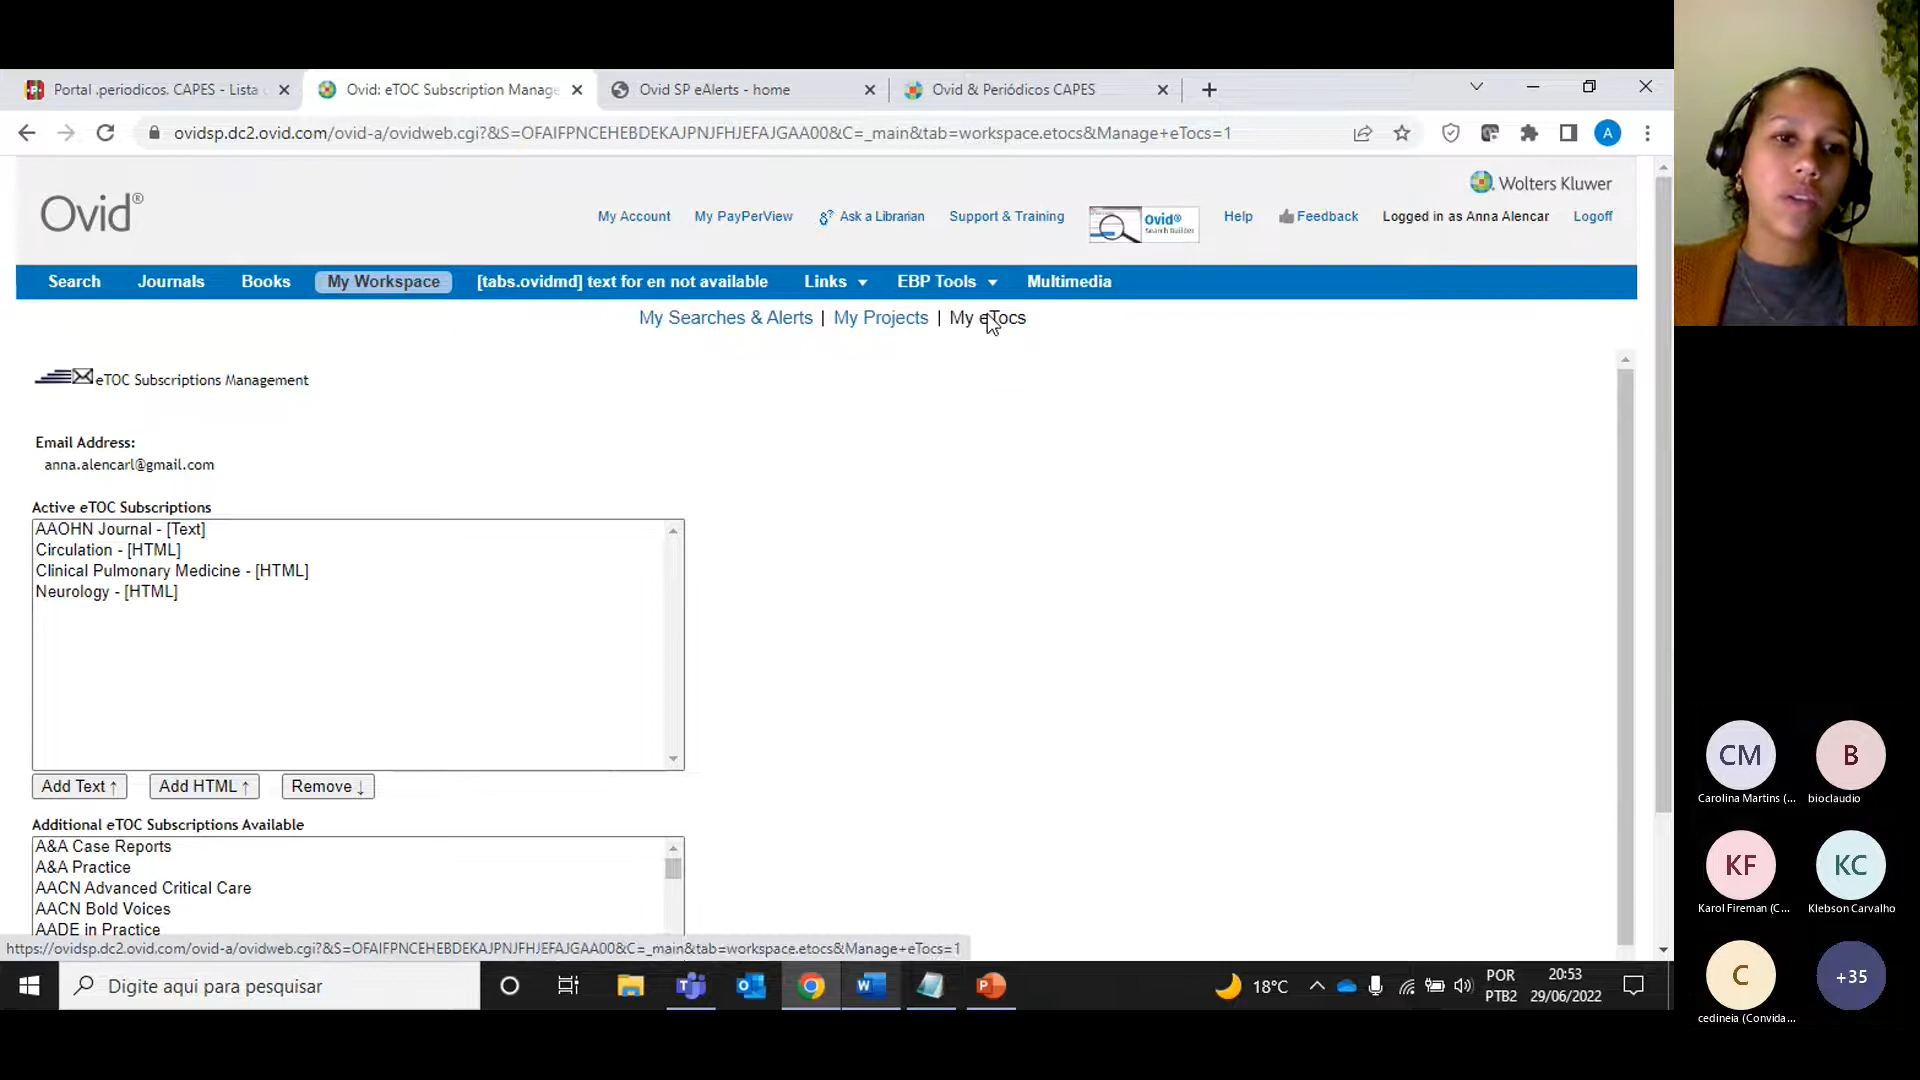 Portal .periodicos. CAPES - Lista
Ovid: eTOC Subscription Manage
Ovid SP eAlerts - home
Ovid & Periódicos CAPES
ovidsp.dc2.ovid.com/ovid-a/ovidweb.cgi?&S=OFAIFPNCEHEBDEKAJPNJFHJEFAJGAA00&C=_main&tab=workspace.etocs&Manage+eTocs=1
A
Wolters Kluwer
Ovid®
My Account
My PayPerView
Ask a Librarian
Support & Training
Ovid®
Search Builder
Help
Feedback
Logged in as Anna Alencar
Logoff
Search
Journals
Books
My Workspace
[tabs.ovidmd] text for en not available
Links
EBP Tools
Multimedia
My Searches & Alerts | My Projects | My eTocs
eTOC Subscriptions Management
Email Address:
anna.alencarl@gmail.com
Active eTOC Subscriptions
AAOHN Journal - [Text]
Circulation - [HTML]
Clinical Pulmonary Medicine - [HTML]
Neurology - [HTML]
Add Text ↑
Add HTML ↑
Remove ↓
Additional eTOC Subscriptions Available
A&A Case Reports
A&A Practice
AACN Advanced Critical Care
AACN Bold Voices
AADE in Practice
https://ovidsp.dc2.ovid.com/ovid-a/ovidweb.cgi?&S=OFAIFPNCEHEBDEKAJPNJFHJEFAJGAA00&C=_main&tab=workspace.etocs&Manage+eTocs=1
Digite aqui para pesquisar
18°C
POR
PTB2
20:53
29/06/2022
CM
Carolina Martins (...
B
bioclaudio
KF
Karol Fireman (C...
KC
Klebson Carvalho
C
cedineia (Convida...
+35